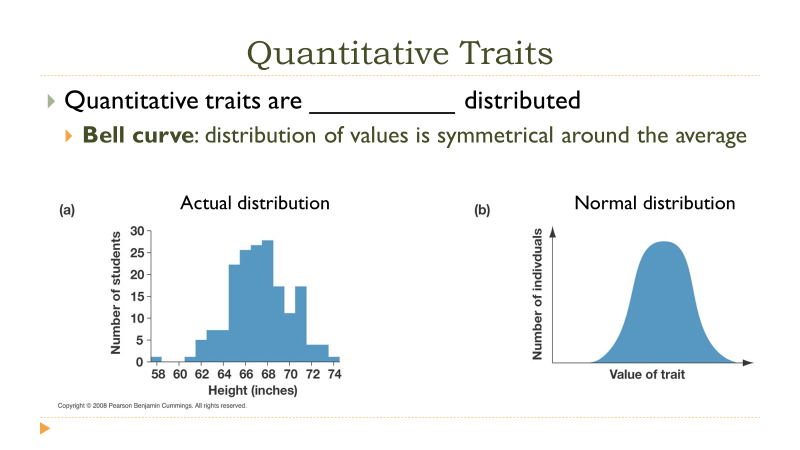 Quantitative Traits
Quantitative traits are ___________ distributed
Bell curve: distribution of values is symmetrical around the average
(a)
Actual distribution
30
25
20
15
10
5
0
Number of students
58 60 62 64 66 68 70 72 74
Height (inches)
(b)
Normal distribution
Number of indivduals
Value of trait
Copyright © 2008 Pearson Benjamin Cummings. All rights reserved.